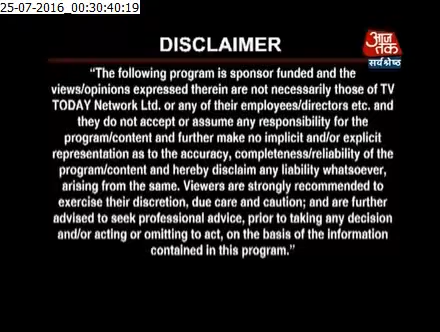 25-07-2016_00:30:40:19
DISCLAIMER
आज
तक
सर्वश्रेष्ठ
“The following program is sponsor funded and the
views/opinions expressed therein are not necessarily those of TV
TODAY Network Ltd. or any of their employees/directors etc. and
they do not accept or assume any responsibility for the
program/content and further make no implicit and/or explicit
representation as to the accuracy, completeness/reliability of the
program/content and hereby disclaim any liability whatsoever,
arising from the same. Viewers are strongly recommended to
exercise their discretion, due care and caution; and are further
advised to seek professional advice, prior to taking any decision
and/or acting or omitting to act, on the basis of the information
contained in this program.”